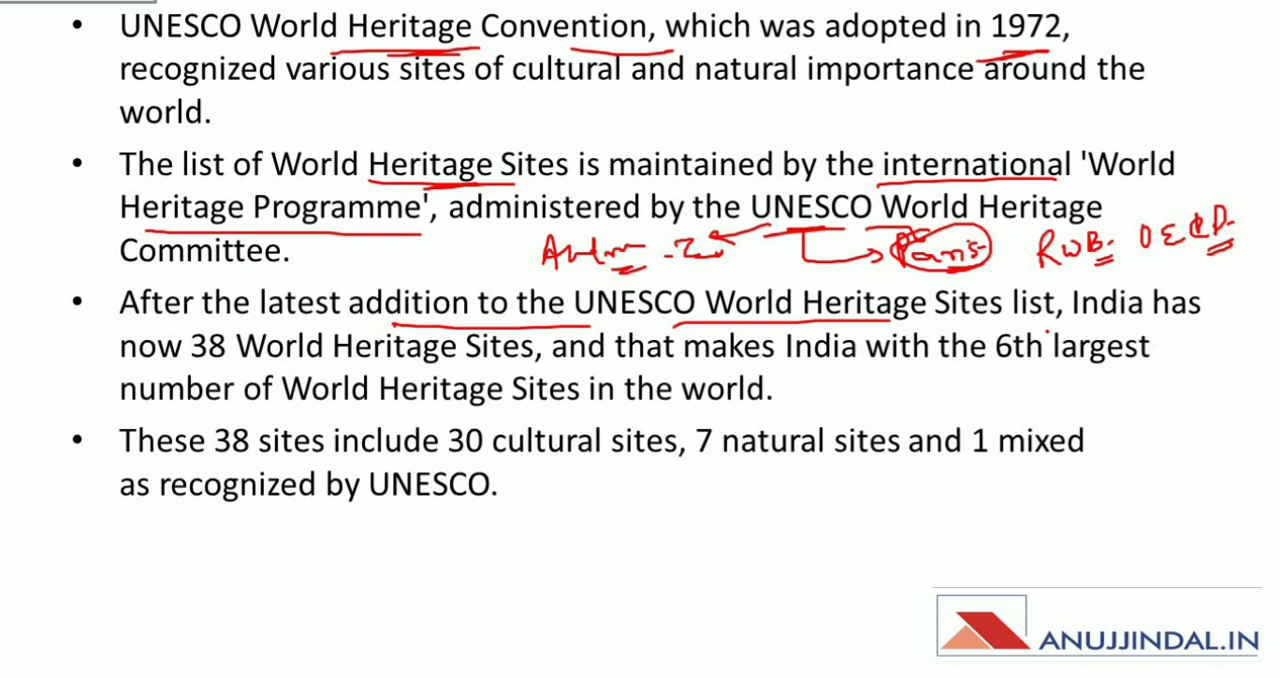 • UNESCO World Heritage Convention, which was adopted in 1972,
recognized various sites of cultural and natural importance around the
world.
• The list of World Heritage Sites is maintained by the international 'World
Heritage Programme', administered by the UNESCO World Heritage
Committee.
Paris RWB OECD
• After the latest addition to the UNESCO World Heritage Sites list, India has
now 38 World Heritage Sites, and that makes India with the 6th largest
number of World Heritage Sites in the world.
• These 38 sites include 30 cultural sites, 7 natural sites and 1 mixed
as recognized by UNESCO.
ANUJJINDAL.IN